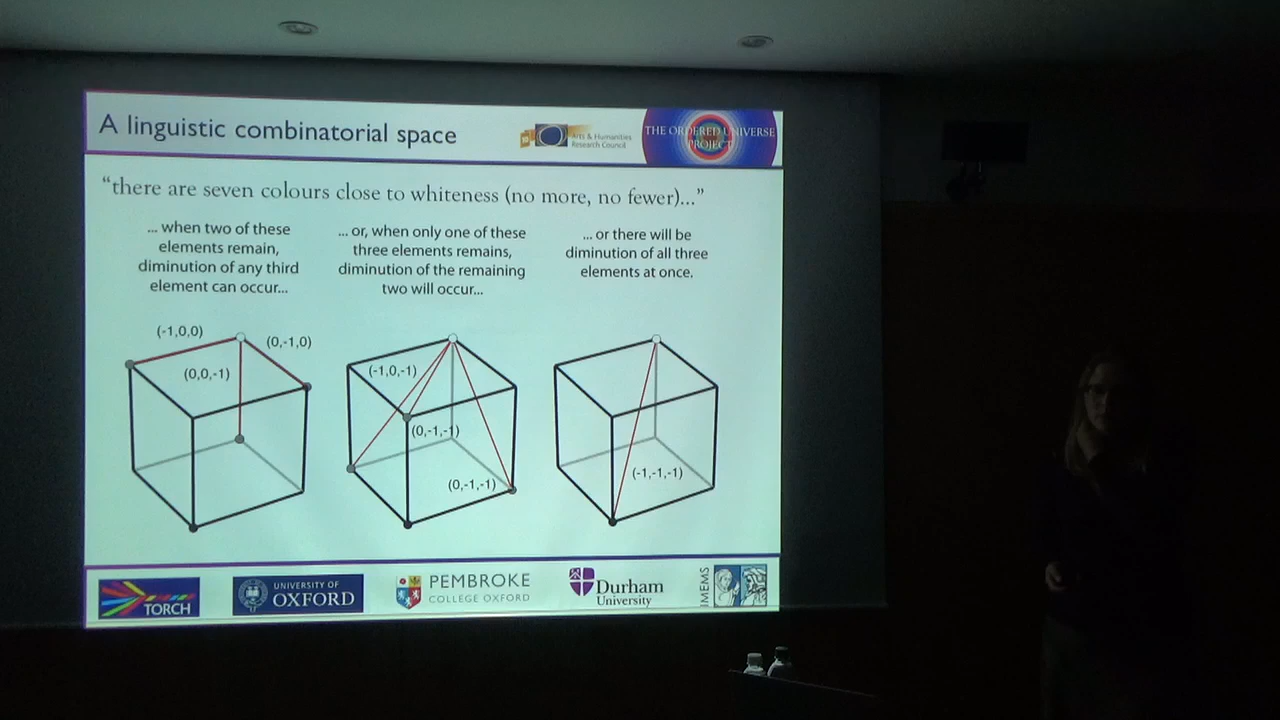 A linguistic combinatorial space
Arts & Humanities
Research Council
THE ORDERED UNIVERSE
PROJECT
“there are seven colours close to whiteness (no more, no fewer)...”
... when two of these
elements remain,
diminution of any third
element can occur...
... or, when only one of these
three elements remains,
diminution of the remaining
two will occur...
... or there will be
diminution of all three
elements at once.
(-1,0,0)
(0,-1,0)
(0,0,-1)
(-1,0,-1)
(0,-1,-1)
(0,-1,-1)
(-1,-1,-1)
TORCH
UNIVERSITY OF
OXFORD
PEMBROKE
COLLEGE OXFORD
Durham
University
IMEMS